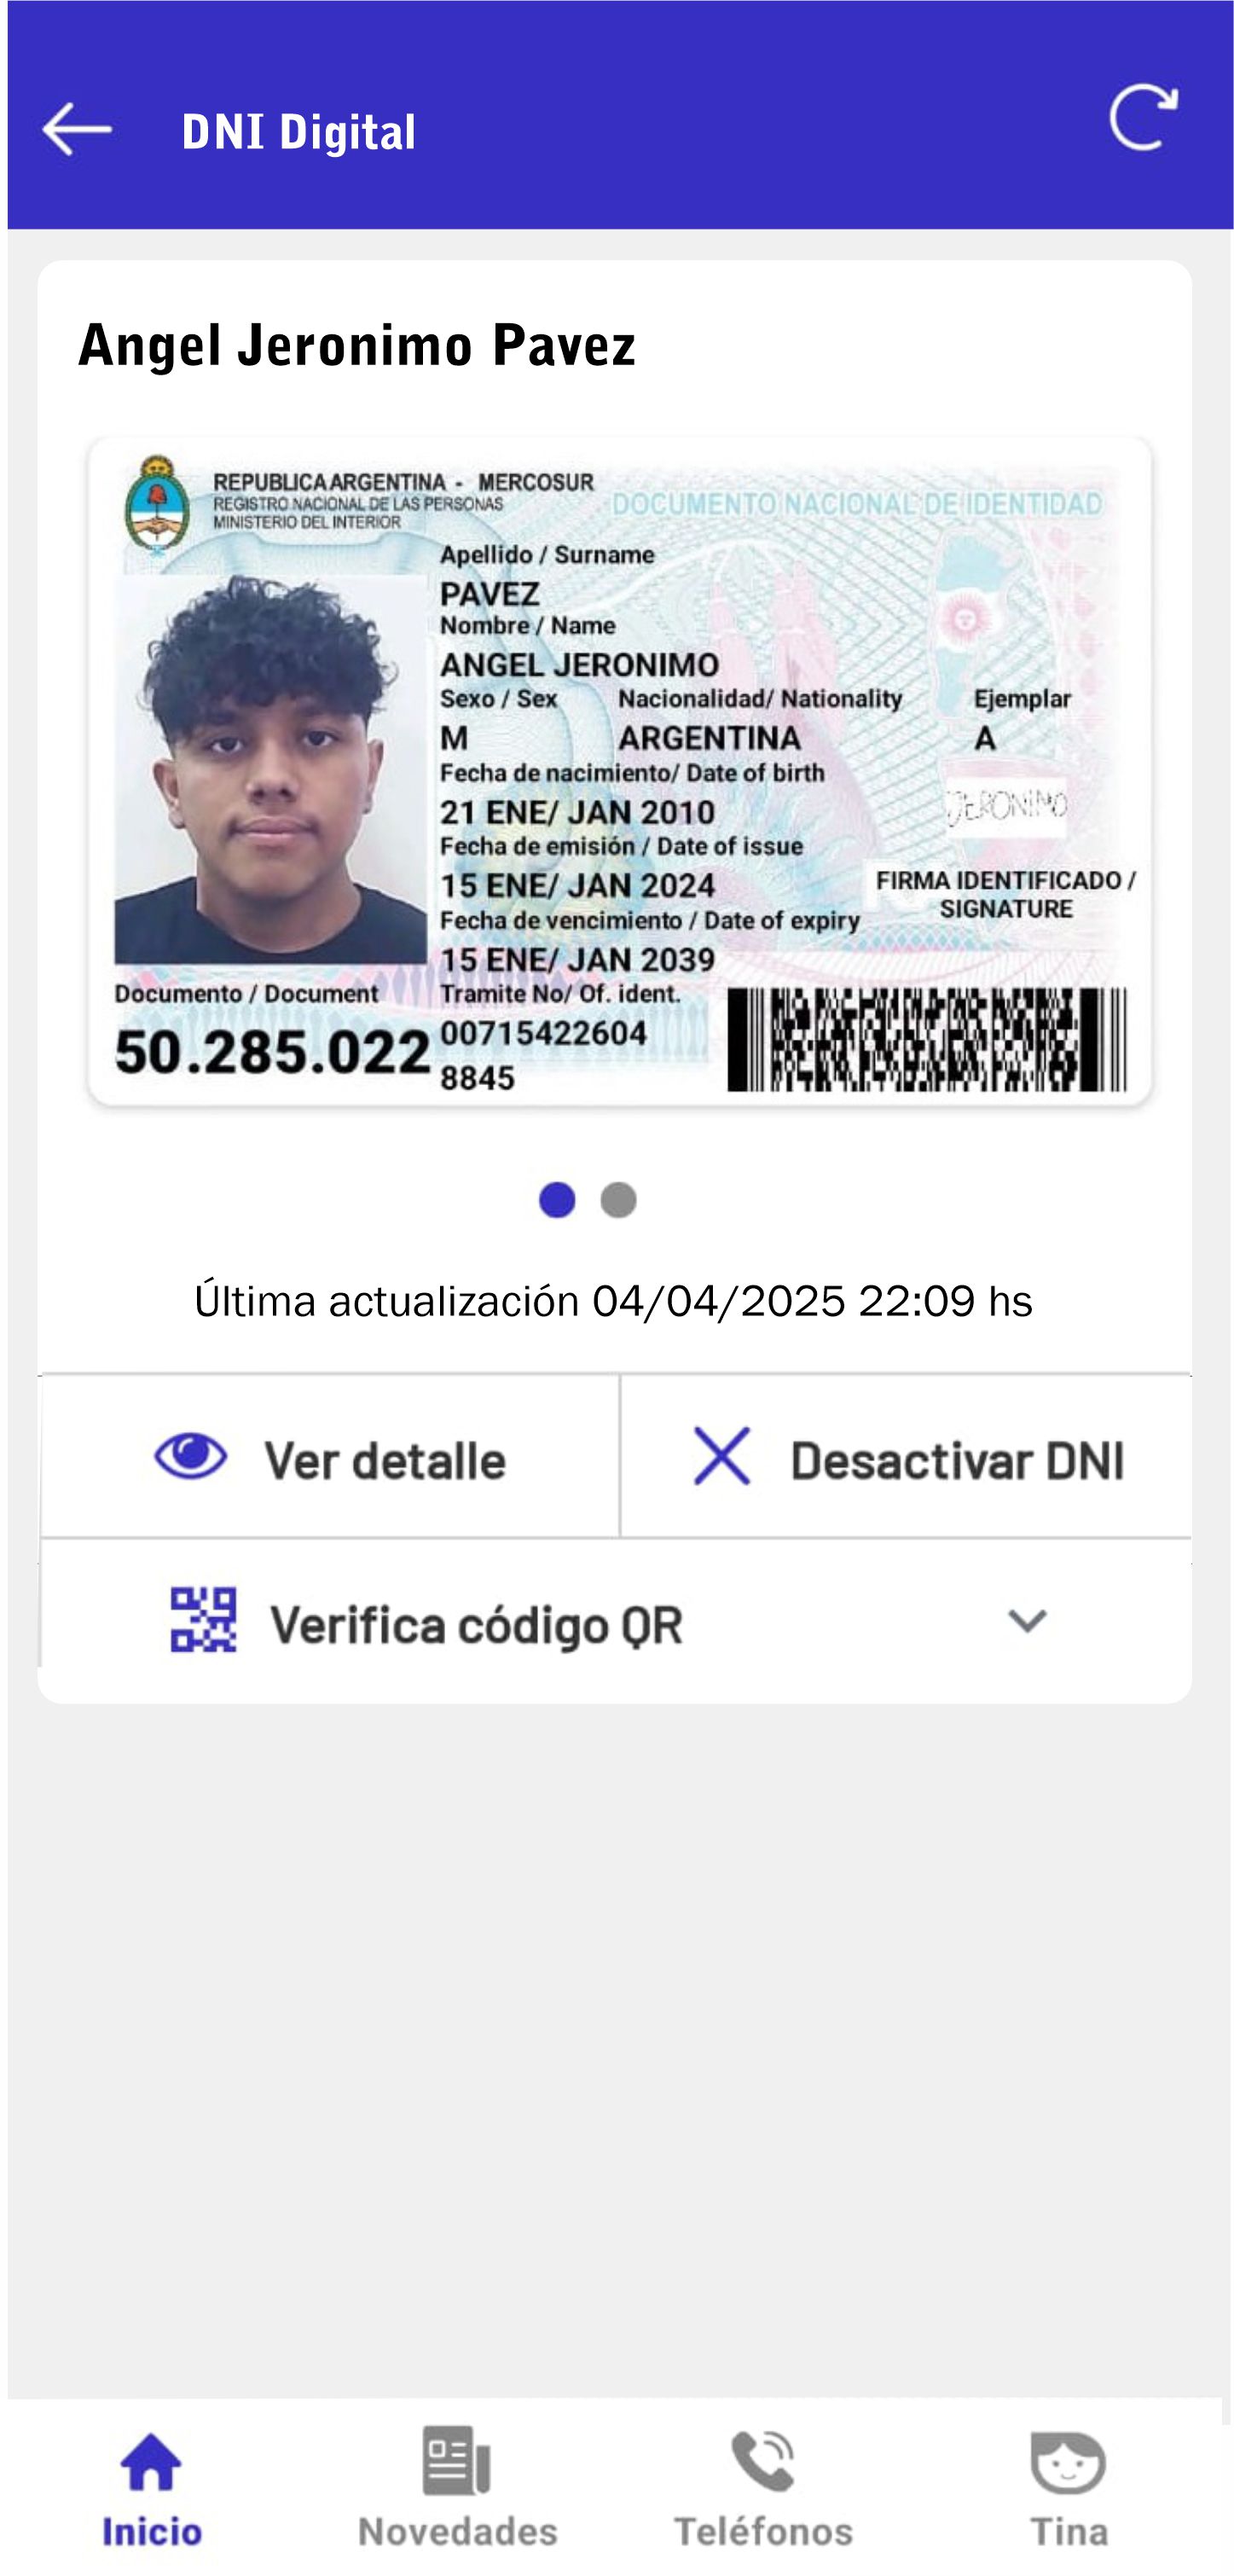 DNI Digital
Angel Jeronimo Pavez
REPUBLICA ARGENTINA - MERCOSUR
REGISTRO NACIONAL DE LAS PERSONAS
MINISTERIO DEL INTERIOR
DOCUMENTO NACIONAL DE IDENTIDAD
Apellido / Surname
PAVEZ
Nombre / Name
ANGEL JERONIMO
Sexo / Sex Nacionalidad/ Nationality Ejemplar
M ARGENTINA A
Fecha de nacimiento/ Date of birth
21 ENE/ JAN 2010
JERONIMO
Fecha de emisión / Date of issue
15 ENE/ JAN 2024
FIRMA IDENTIFICADO /
SIGNATURE
Fecha de vencimiento / Date of expiry
15 ENE/ JAN 2039
Documento / Document
50.285.022
Tramite No/ Of. ident.
00715422604
8845
Última actualización 04/04/2025 22:09 hs
Ver detalle
Desactivar DNI
Verifica código QR
Inicio
Novedades
Teléfonos
Tina